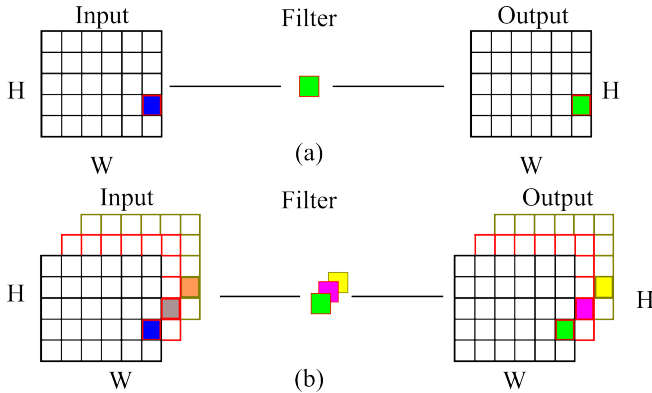 Input Filter Output
H H
W (a) W
Input Filter Output
H H
W (b) W